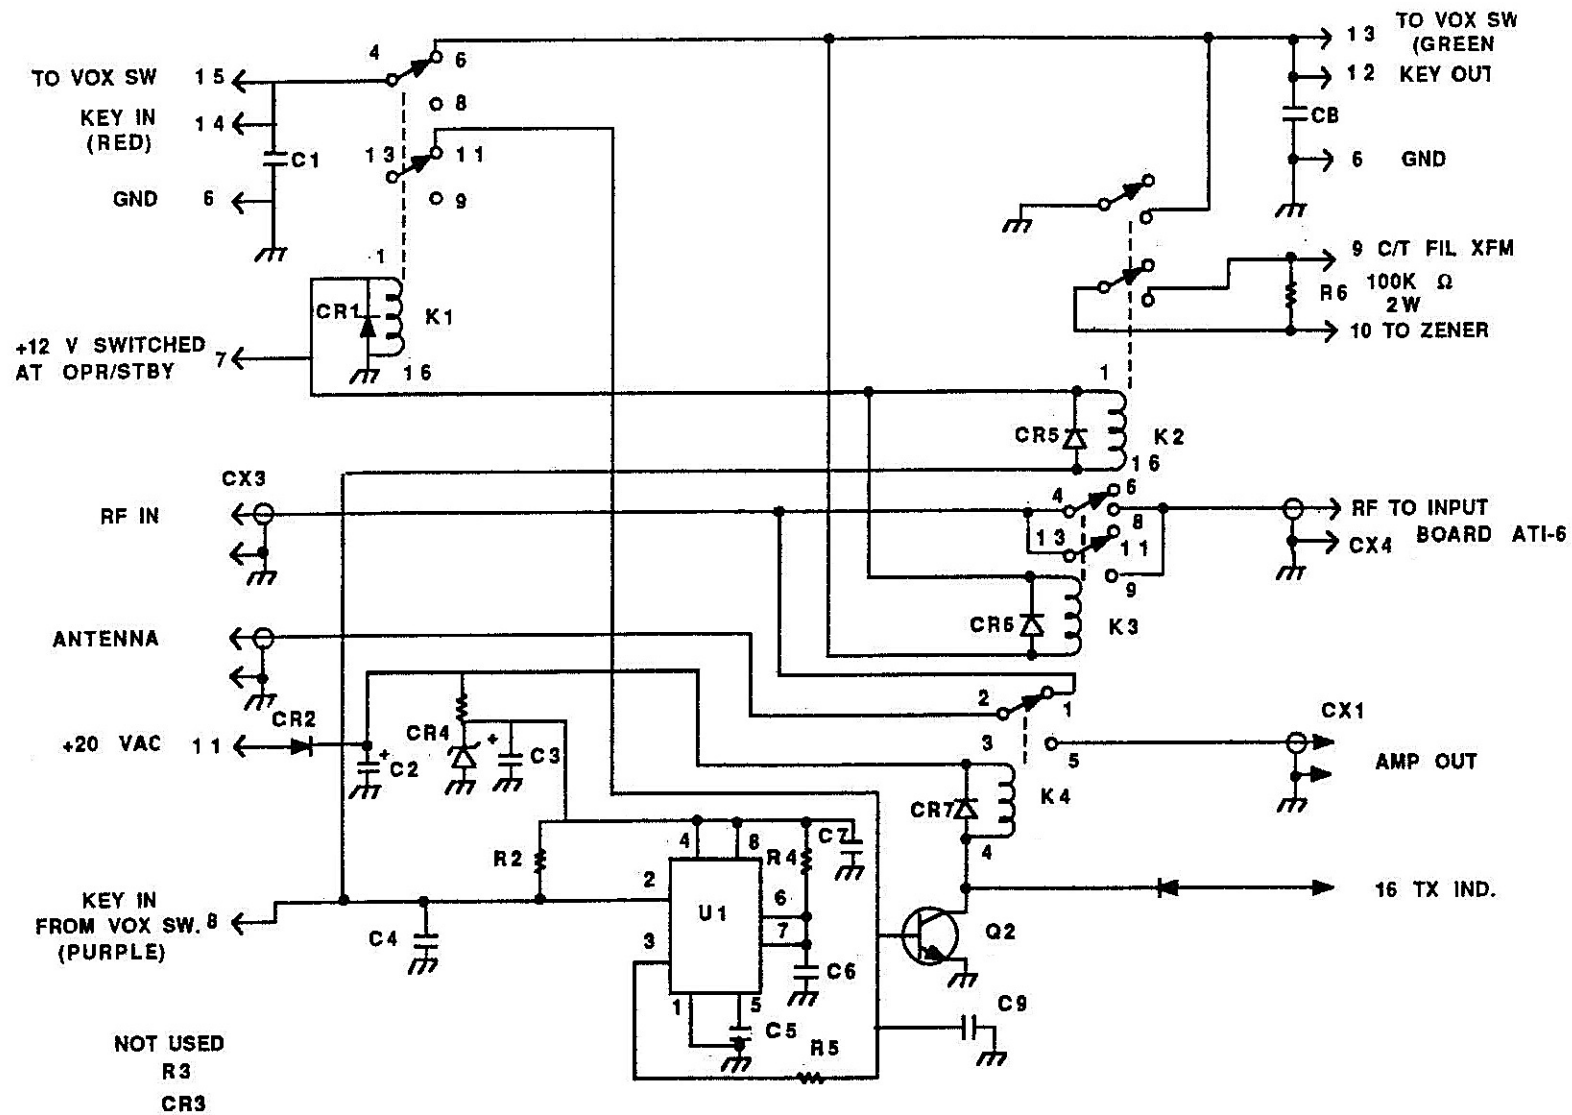 TO VOX SW 15
KEY IN 14
(RED)
C1
GND 6
4
6
8
13
11
9
1
CR1
K1
16
+12 V SWITCHED
AT OPR/STBY
7
13 TO VOX SW
(GREEN
12 KEY OUT
CB
6 GND
9 C/T FIL XFM
R6 100K Ω
2W
10 TO ZENER
1
CR5
K2
16
CX3
RF IN
4
6
8
13
11
9
RF TO INPUT
BOARD ATI-6
CX4
CR6
K3
ANTENNA
2
1
3
5
CX1
AMP OUT
CR2
+20 VAC 11
+
C2
CR4
+
C3
CR7
K4
4
R2
4
8
R4
C7
2
U1
6
3
7
C6
1
5
C5
R5
KEY IN
FROM VOX SW. 8
(PURPLE)
C4
Q2
16 TX IND.
C9
NOT USED
R3
CR3